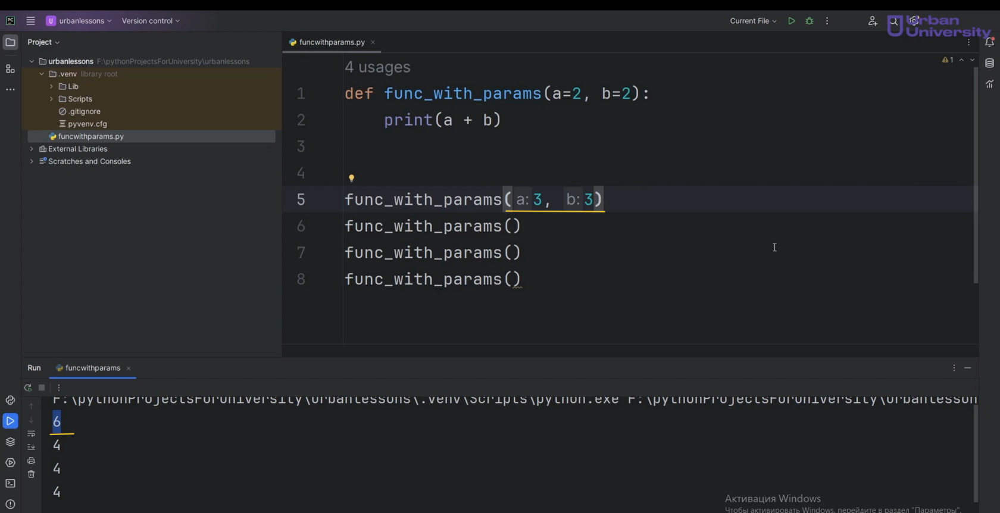 PC
U urbanlessons
Version control
Current File
Urban
University
Project
funcwithparams.py
urbanlessons F:\pythonProjectsForUniversity\urbanlessons
.venv library root
Lib
Scripts
.gitignore
pyvenv.cfg
funcwithparams.py
External Libraries
Scratches and Consoles
1
4 usages
1 def func_with_params(a=2, b=2):
2 print(a + b)
3
4
5 func_with_params(a: 3, b: 3)
6 func_with_params()
7 func_with_params()
8 func_with_params()
Run funcwithparams
F:\pythonProjectsForUniversity\urbanlessons\.venv\Scripts\python.exe F:\pythonProjectsForUniversity\urbanlesson
6
4
4
4
Активация Windows
Чтобы активировать Windows, перейдите в раздел "Параметры".